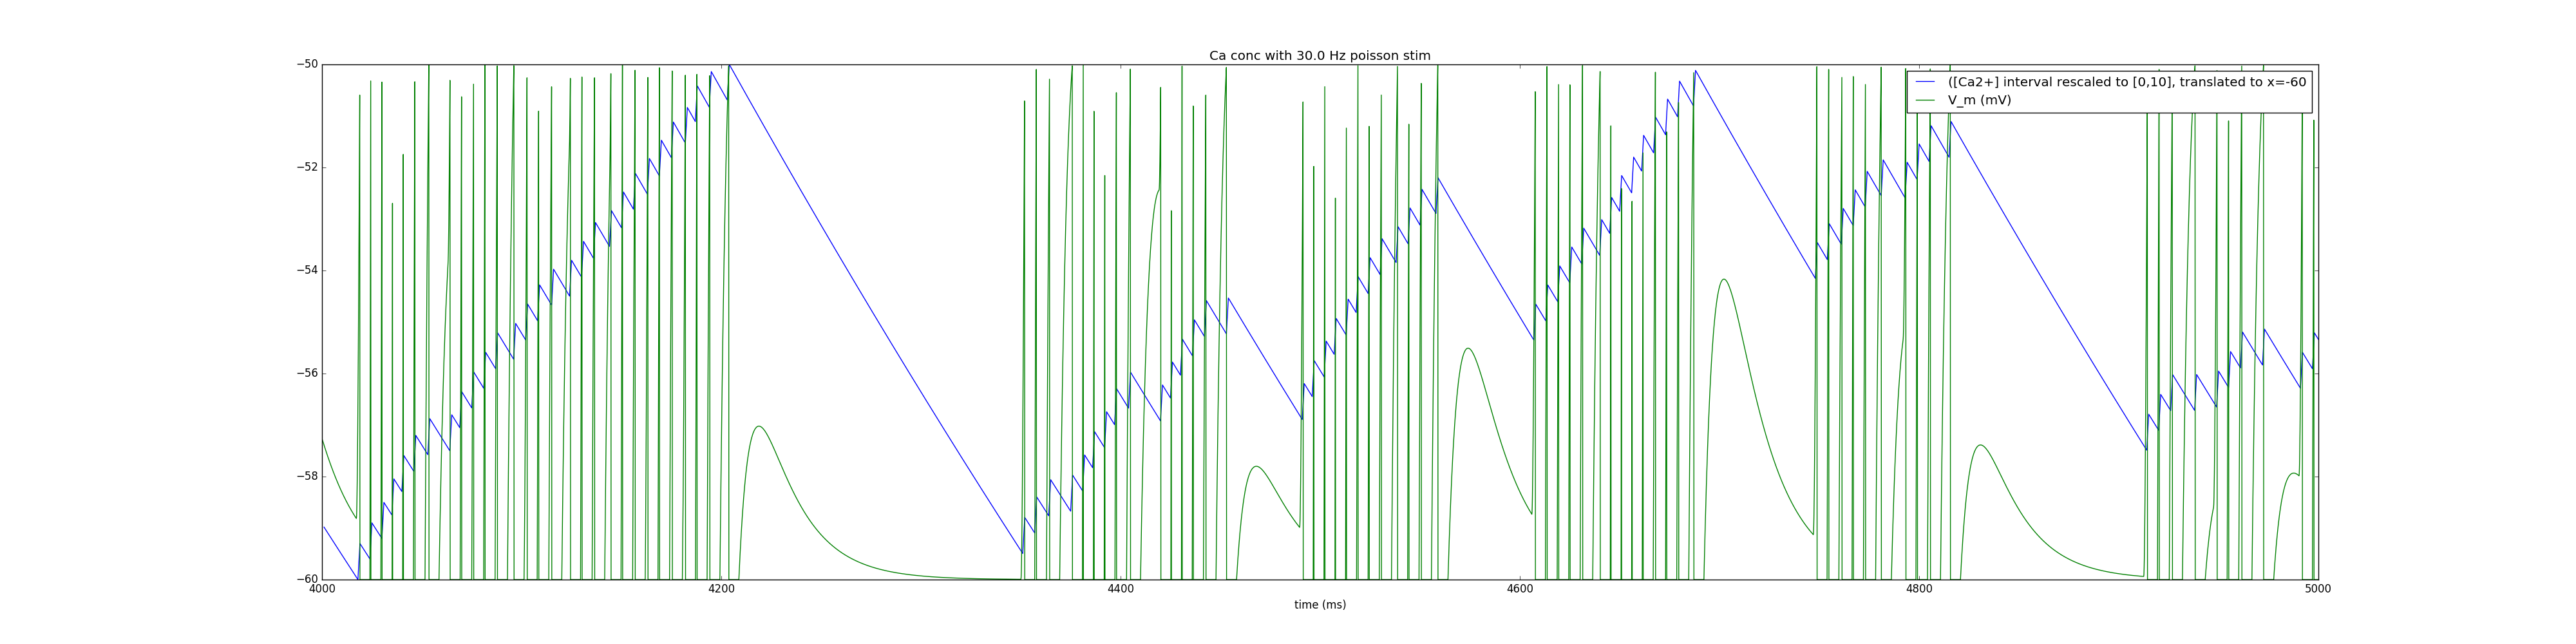 Ca conc with 30.0 Hz poisson stim
−50
−52
−54
−56
−58
−60
([Ca2+] interval rescaled to [0,10], translated to x=-60
V_m (mV)
4000 4200 4400 4600 4800 5000
time (ms)